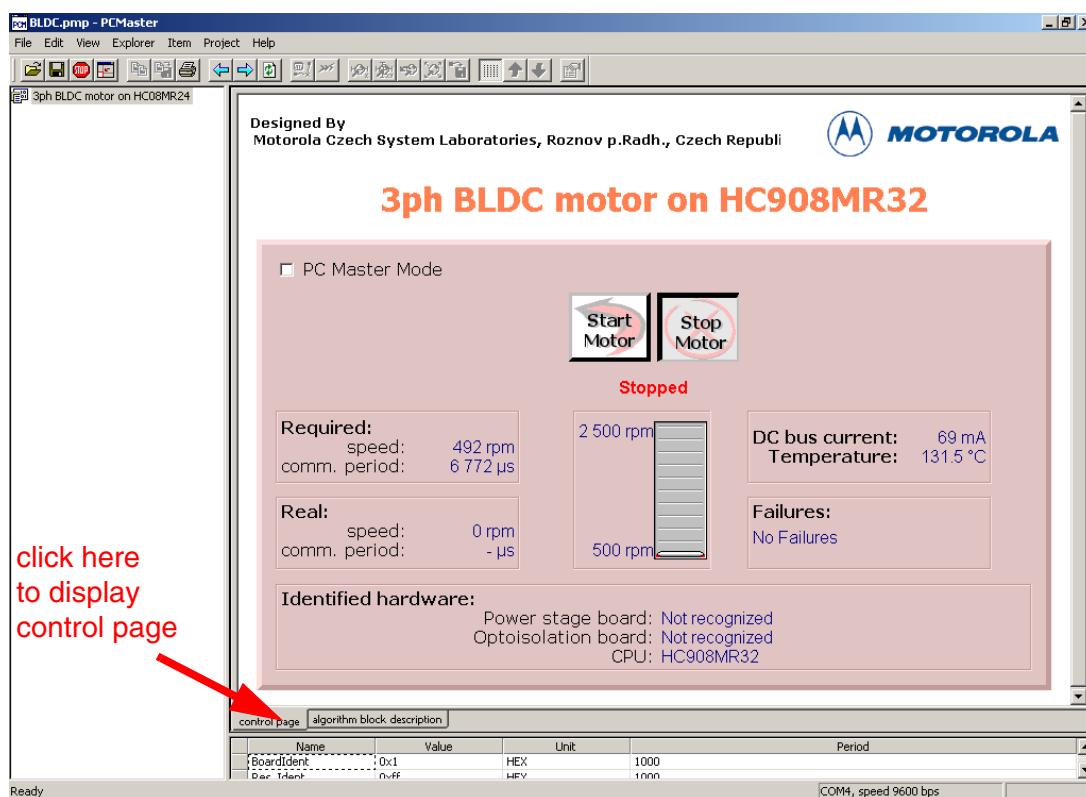 BLDC.pmp - PCMaster
File Edit View Explorer Item Project Help
3ph BLDC motor on HC08MR24
Designed By
Motorola Czech System Laboratories, Roznov p.Radh., Czech Republi
MOTOROLA
3ph BLDC motor on HC908MR32
PC Master Mode
Start Motor
Stop Motor
Stopped
Required:
speed: 492 rpm
comm. period: 6 772 µs
2 500 rpm
500 rpm
DC bus current: 69 mA
Temperature: 131.5 °C
Real:
speed: 0 rpm
comm. period: - µs
Failures:
No Failures
click here
to display
control page
Identified hardware:
Power stage board: Not recognized
Optoisolation board: Not recognized
CPU: HC908MR32
control page algorithm block description
Name Value Unit Period
BoardIdent 0x1 HEX 1000
Res_Ident 0xff HEX 1000
Ready COM4, speed 9600 bps